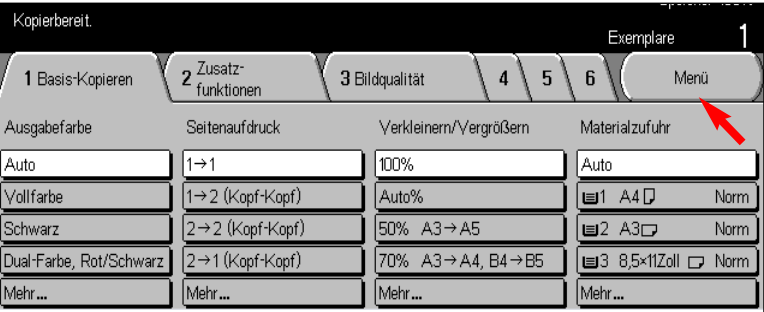 Kopierbereit.
Exemplare 1
1 Basis-Kopieren
2 Zusatz-
funktionen
3 Bildqualität
4 5 6
Menü
Ausgabefarbe
Auto
Vollfarbe
Schwarz
Dual-Farbe, Rot/Schwarz
Mehr...
Seitenaufdruck
1→1
1→2 (Kopf-Kopf)
2→2 (Kopf-Kopf)
2→1 (Kopf-Kopf)
Mehr...
Verkleinern/Vergrößern
100%
Auto%
50% A3→A5
70% A3→A4, B4→B5
Mehr...
Materialzufuhr
Auto
1 A4 Norm
2 A3 Norm
3 8,5×11Zoll Norm
Mehr...